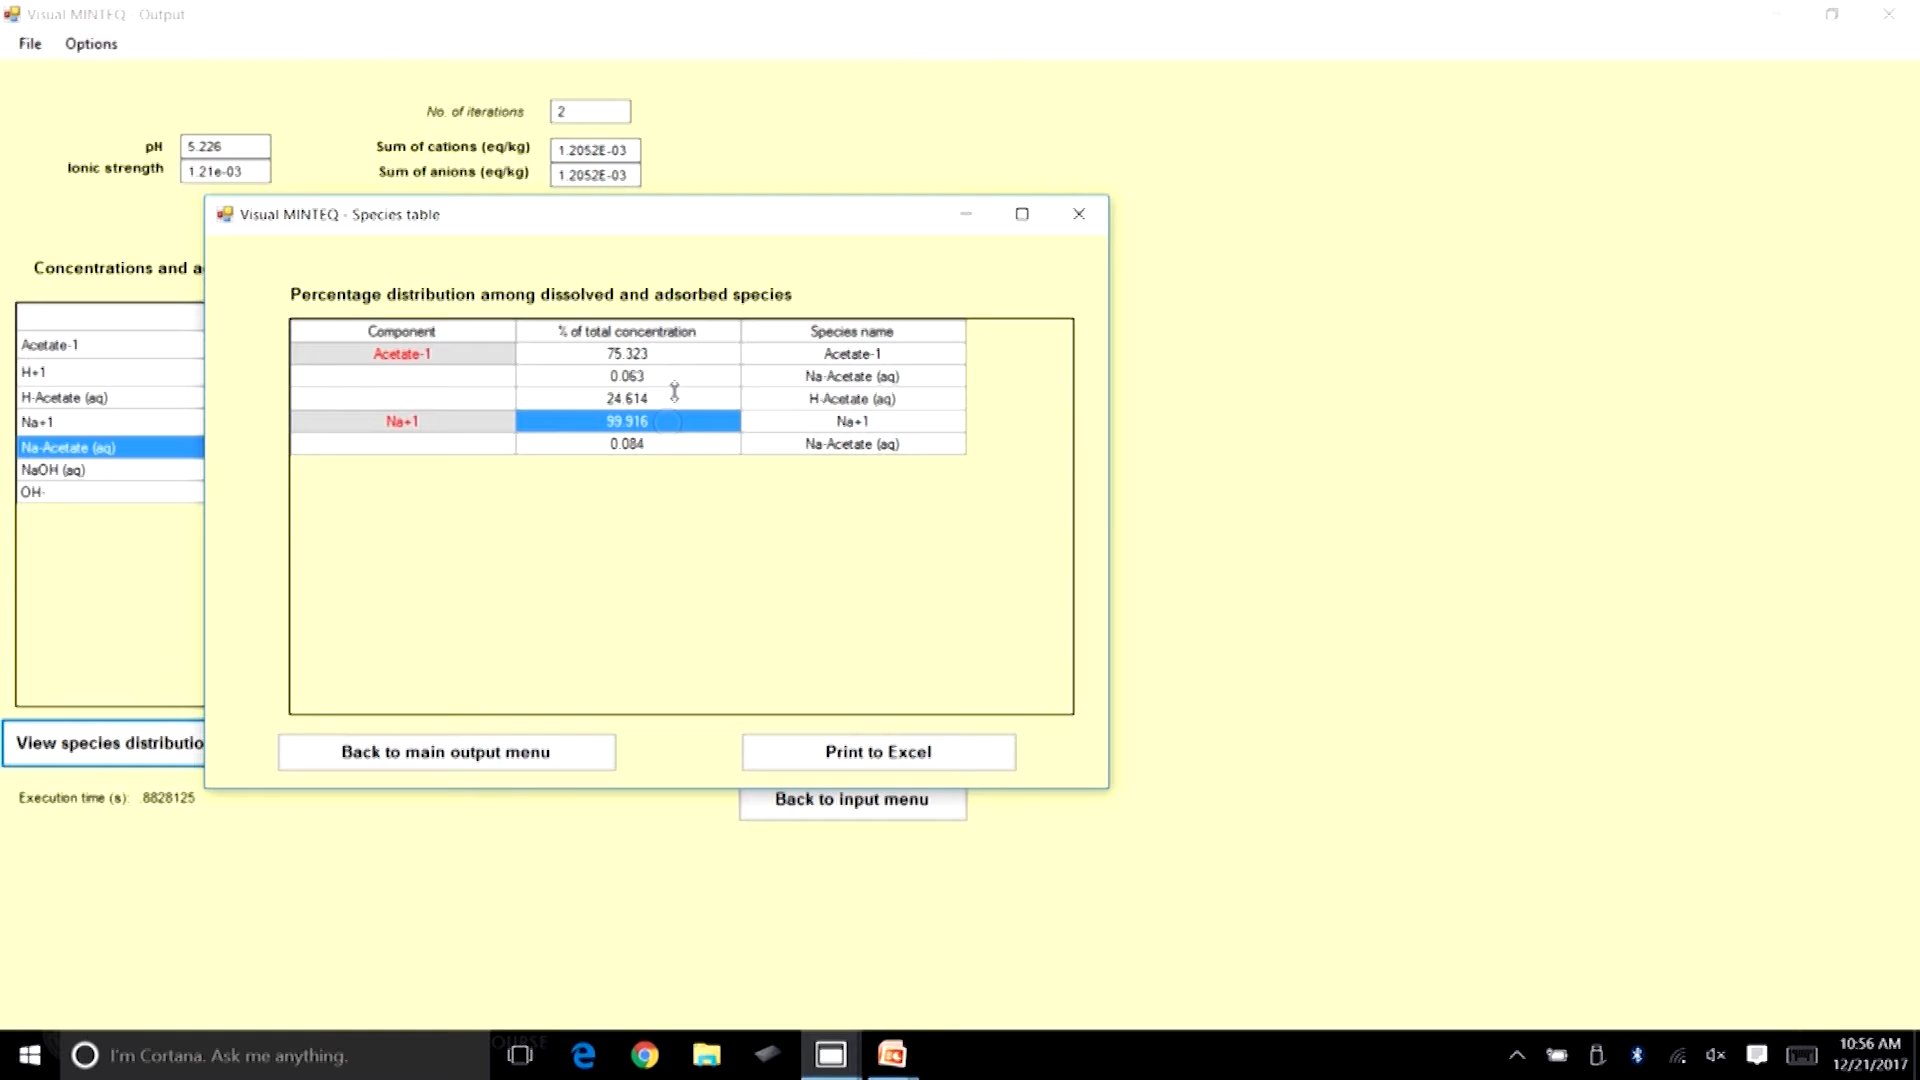 Visual MINTEQ - Output
File Options
No. of iterations 2
pH 5.226 Sum of cations (eq/kg) 1.2052E-03
Ionic strength 1.21e-03 Sum of anions (eq/kg) 1.2052E-03
Visual MINTEQ - Species table
Concentrations and a
Percentage distribution among dissolved and adsorbed species
Component % of total concentration Species name
Acetate-1 75.323 Acetate-1
0.063 Na-Acetate (aq)
24.614 H-Acetate (aq)
Na+1 99.916 Na+1
0.084 Na-Acetate (aq)
Acetate-1
H+1
H-Acetate (aq)
Na+1
Na-Acetate (aq)
NaOH (aq)
OH-
View species distributio
Back to main output menu Print to Excel
Execution time (s): .8828125
Back to input menu
I'm Cortana. Ask me anything.
10:56 AM
12/21/2017